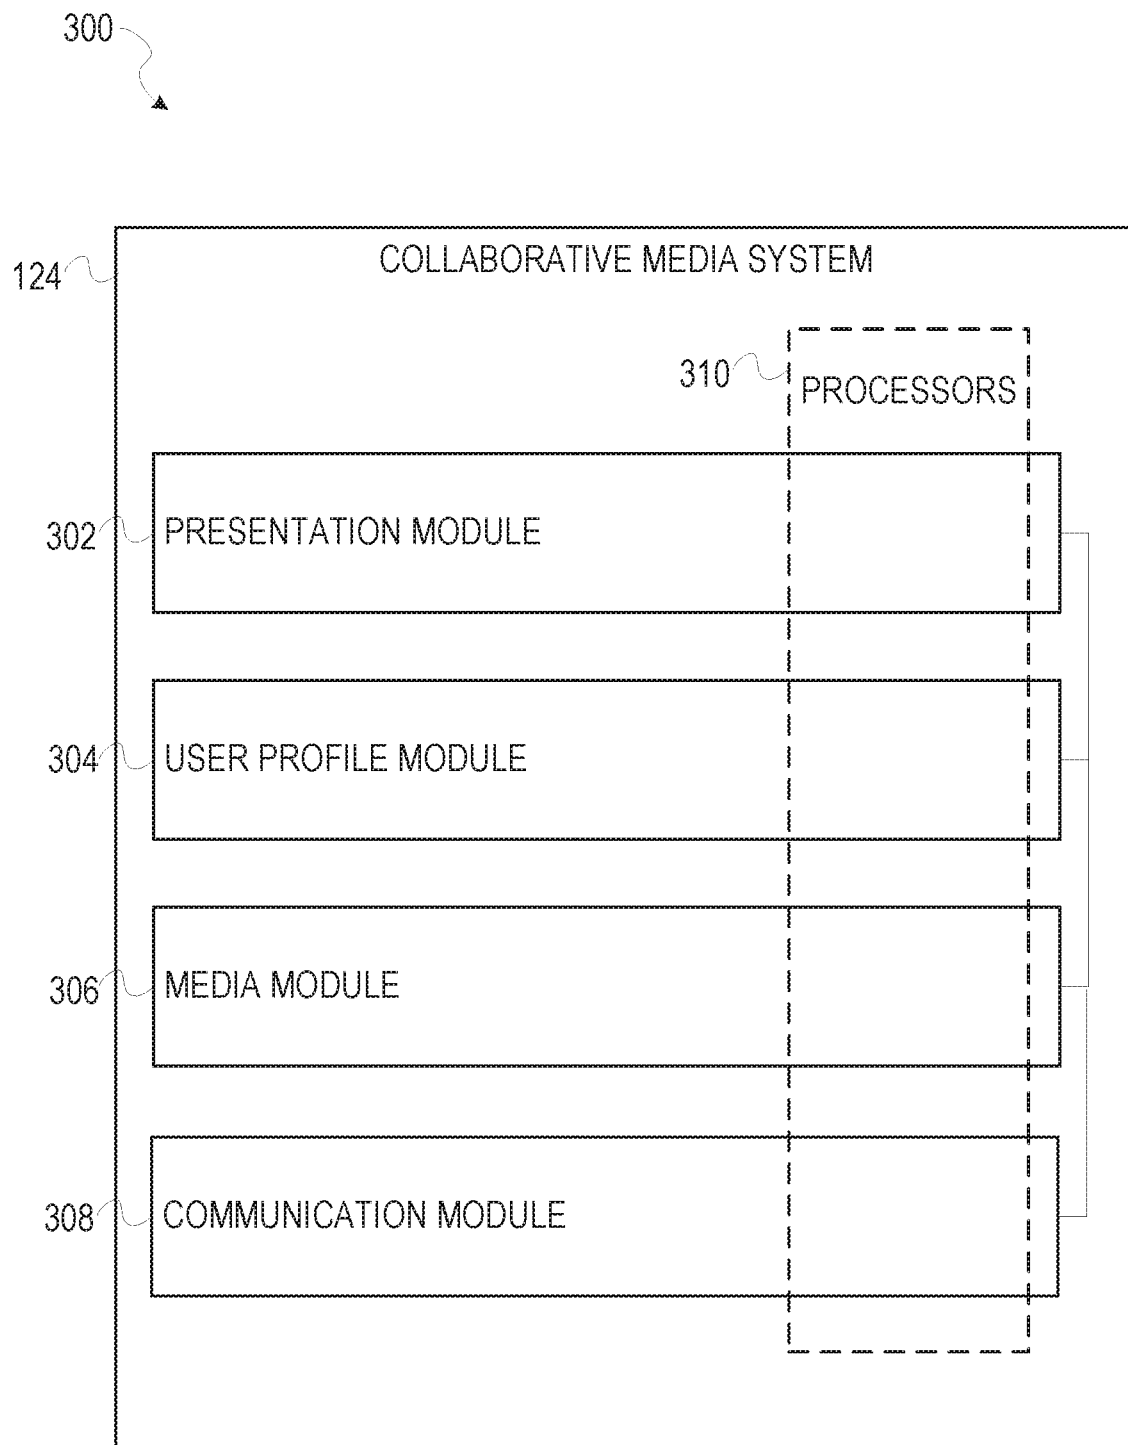 300
COLLABORATIVE MEDIA SYSTEM
124
310
PROCESSORS
302
PRESENTATION MODULE
304
USER PROFILE MODULE
306
MEDIA MODULE
308
COMMUNICATION MODULE